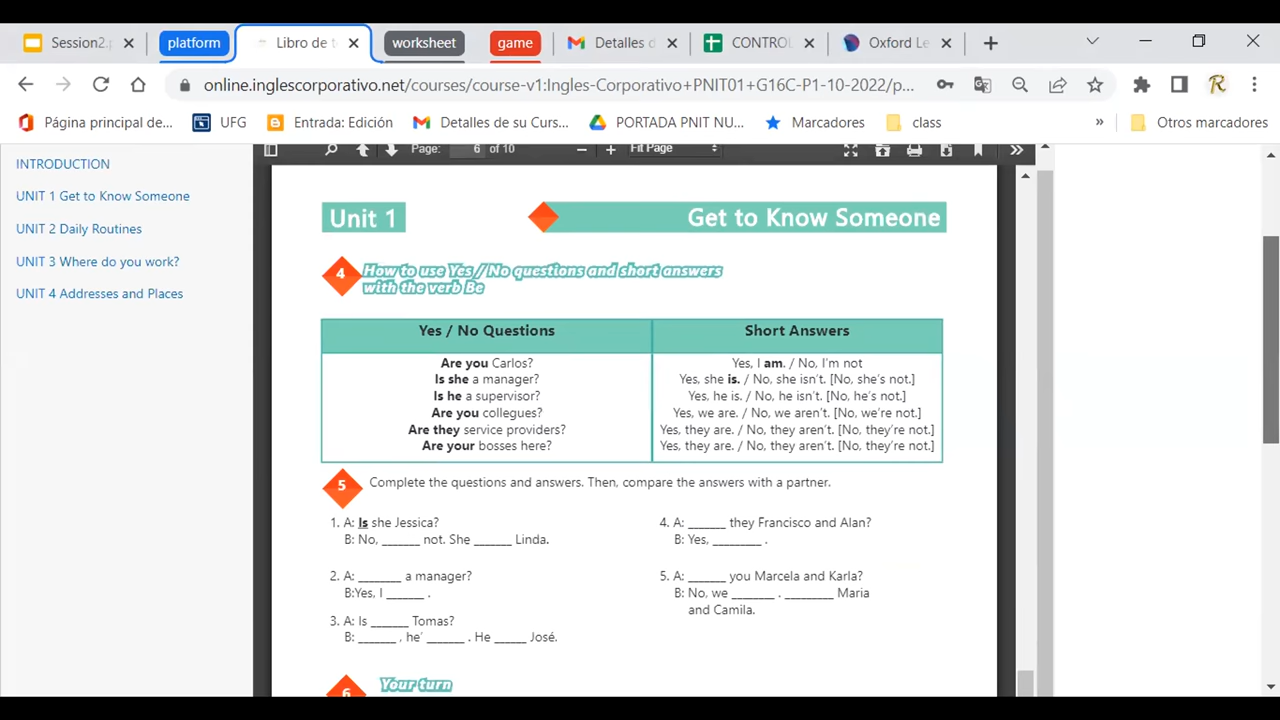 Session2.p
platform
Libro de t
worksheet
game
Detalles d
CONTROL
Oxford Le
online.inglescorporativo.net/courses/course-v1:Ingles-Corporativo+PNIT01+G16C-P1-10-2022/p...
Página principal de...
UFG
Entrada: Edición
Detalles de su Curs...
PORTADA PNIT NU...
Marcadores
class
»
Otros marcadores
INTRODUCTION
UNIT 1 Get to Know Someone
UNIT 2 Daily Routines
UNIT 3 Where do you work?
UNIT 4 Addresses and Places
Page: 6 of 10
Fit Page
Unit 1
Get to Know Someone
4 How to use Yes / No questions and short answers
with the verb Be
Yes / No Questions
Short Answers
Are you Carlos?
Yes, I am. / No, I'm not
Is she a manager?
Yes, she is. / No, she isn't. [No, she's not.]
Is he a supervisor?
Yes, he is. / No, he isn't. [No, he's not.]
Are you collegues?
Yes, we are. / No, we aren't. [No, we're not.]
Are they service providers?
Yes, they are. / No, they aren't. [No, they're not.]
Are your bosses here?
Yes, they are. / No, they aren't. [No, they're not.]
5 Complete the questions and answers. Then, compare the answers with a partner.
1. A: Is she Jessica?
B: No, _______ not. She _______ Linda.
2. A: ________ a manager?
B:Yes, I _______ .
3. A: Is _______ Tomas?
B: _______ , he' _______ . He ______ José.
4. A: _______ they Francisco and Alan?
B: Yes, _________ .
5. A: _______ you Marcela and Karla?
B: No, we ________ . _________ Maria
and Camila.
6 Your turn